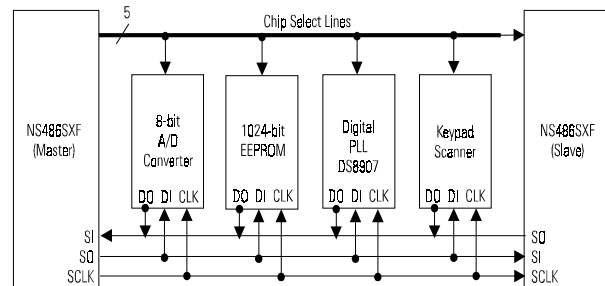 5
Chip Select Lines
NS486SXF
(Master)
8-bit
A/D
Converter
1024-bit
EEPROM
Digital
PLL
DS8907
Keypad
Scanner
NS486SXF
(Slave)
DO DI CLK
DO DI CLK
DO DI CLK
DO DI CLK
SI
SO
SO
SI
SCLK
SCLK